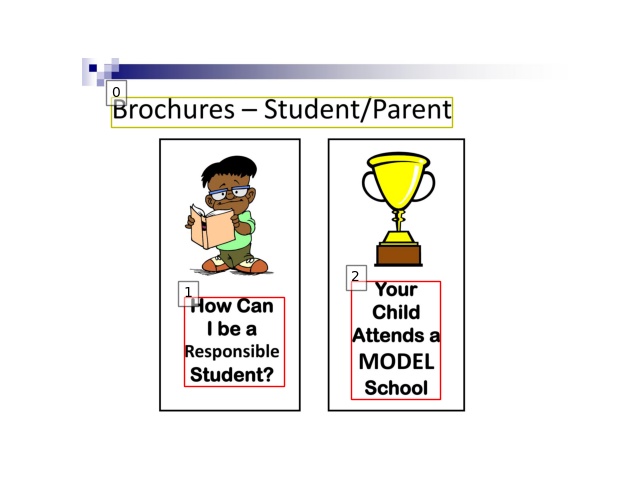 0
Brochures – Student/Parent
1
How Can
I be a
Responsible
Student?
2
Your
Child
Attends a
MODEL
School